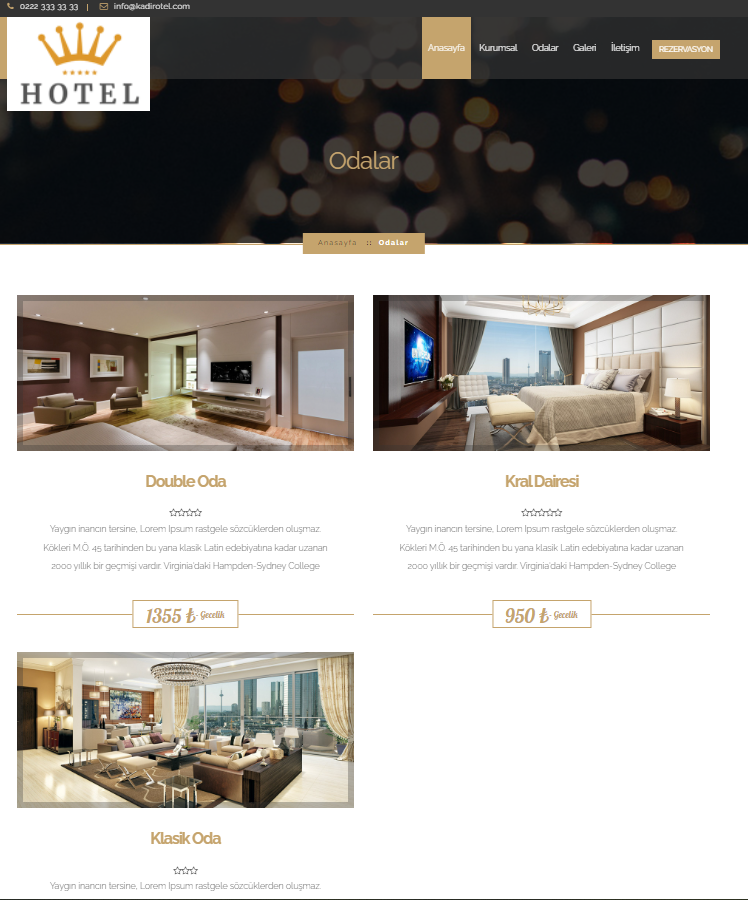 0222 333 33 33 | info@kadirotel.com
HOTEL
Anasayfa Kurumsal Odalar Galeri İletişim REZERVASYON
Odalar
Anasayfa :: Odalar
Double Oda
Yaygın inancın tersine, Lorem Ipsum rastgele sözcüklerden oluşmaz.
Kökleri M.Ö. 45 tarihinden bu yana klasik Latin edebiyatına kadar uzanan
2000 yıllık bir geçmişi vardır. Virginia'daki Hampden-Sydney College
1355 ₺ - Gecelik
Kral Dairesi
Yaygın inancın tersine, Lorem Ipsum rastgele sözcüklerden oluşmaz.
Kökleri M.Ö. 45 tarihinden bu yana klasik Latin edebiyatına kadar uzanan
2000 yıllık bir geçmişi vardır. Virginia'daki Hampden-Sydney College
950 ₺ - Gecelik
Klasik Oda
Yaygın inancın tersine, Lorem Ipsum rastgele sözcüklerden oluşmaz.